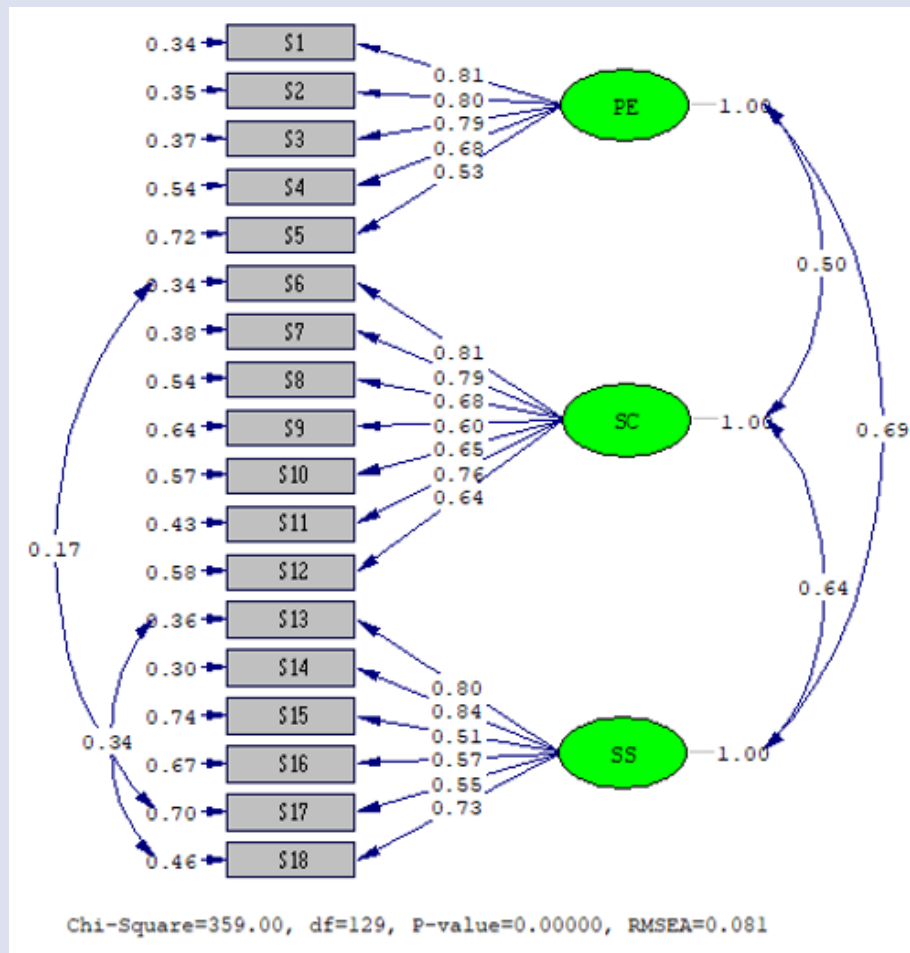 0.34 S1
0.81
0.35 S2
0.80
PE 1.00
0.37 S3
0.79
0.54 S4
0.68
0.53
0.72 S5
0.34 S6
0.50
0.38 S7
0.81
0.54 S8
0.79
0.68
0.64 S9
0.60
SC 1.00
0.69
0.57 S10
0.65
0.76
0.43 S11
0.64
0.17
0.58 S12
0.64
0.36 S13
0.30 S14
0.80
0.84
0.74 S15
0.51
0.34
0.67 S16
0.57
SS 1.00
0.55
0.70 S17
0.73
0.46 S18
Chi-Square=359.00, df=129, P-value=0.00000, RMSEA=0.081